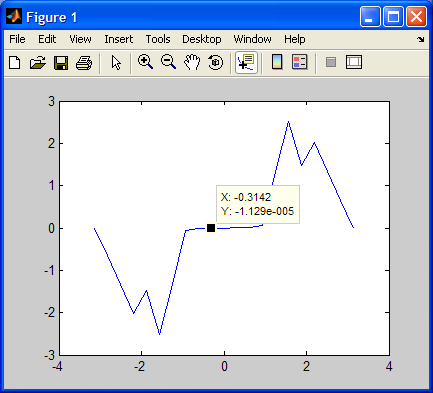 Figure 1
File Edit View Insert Tools Desktop Window Help
3
2
X: -0.3142
Y: -1.129e-005
1
0
-1
-2
-3
-4 -2 0 2 4